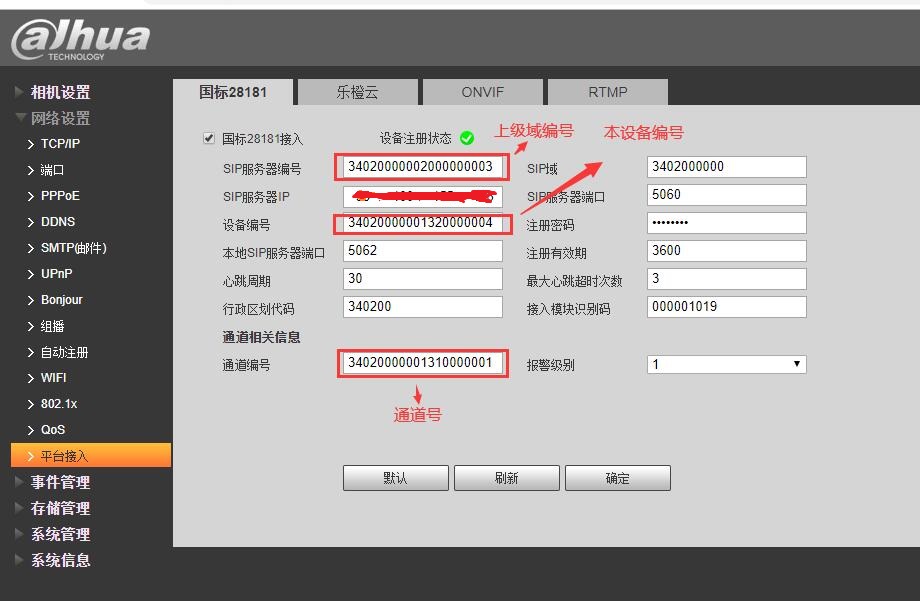 alhua
TECHNOLOGY
相机设置
网络设置
TCP/IP
端口
PPPoE
DDNS
SMTP(邮件)
UPnP
Bonjour
组播
自动注册
WIFI
802.1x
QoS
平台接入
事件管理
存储管理
系统管理
系统信息
国标28181 乐橙云 ONVIF RTMP
国标28181接入 设备注册状态 上级域编号 本设备编号
SIP服务器编号 34020000002000000003 SIP域 3402000000
SIP服务器IP SIP服务器端口 5060
设备编号 34020000001320000004 注册密码 ••••••••
本地SIP服务器端口 5062 注册有效期 3600
心跳周期 30 最大心跳超时次数 3
行政区划代码 340200 接入模块识别码 000001019
通道相关信息
通道编号 34020000001310000001 报警级别 1
通道号
默认 刷新 确定